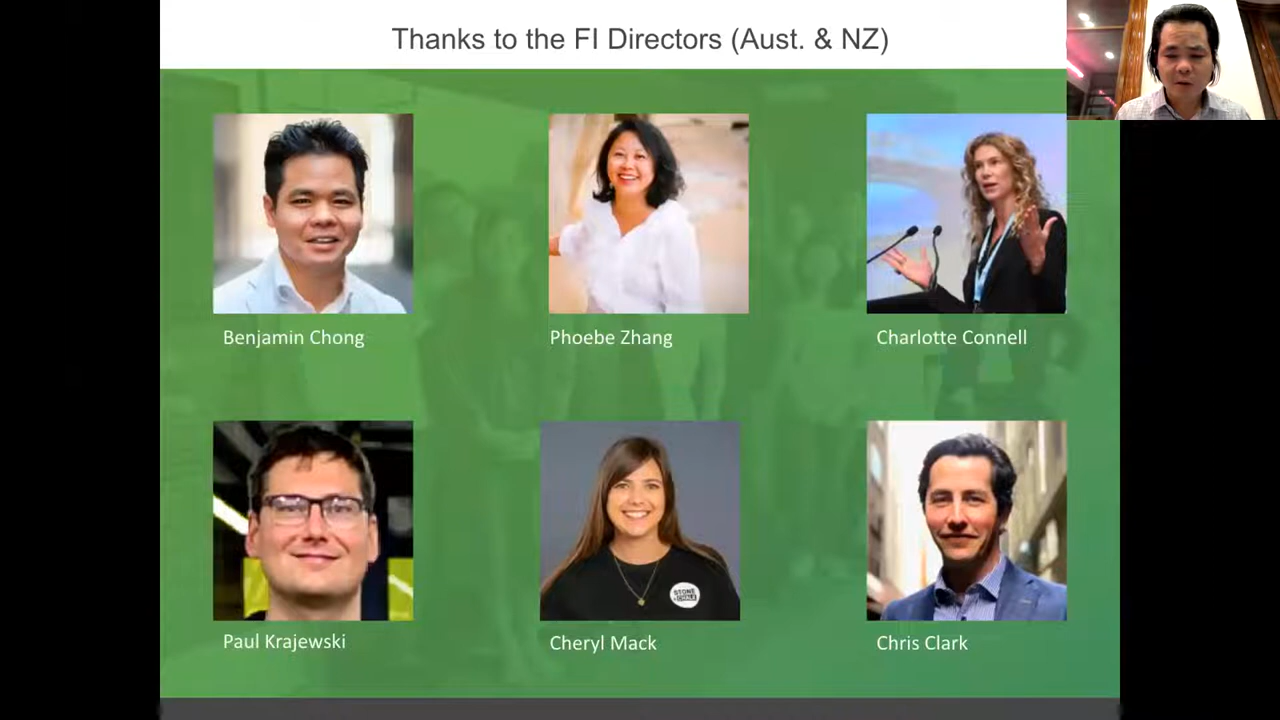 Thanks to the FI Directors (Aust. & NZ)
Benjamin Chong
Phoebe Zhang
Charlotte Connell
STONE
Paul Krajewski
Cheryl Mack
Chris Clark